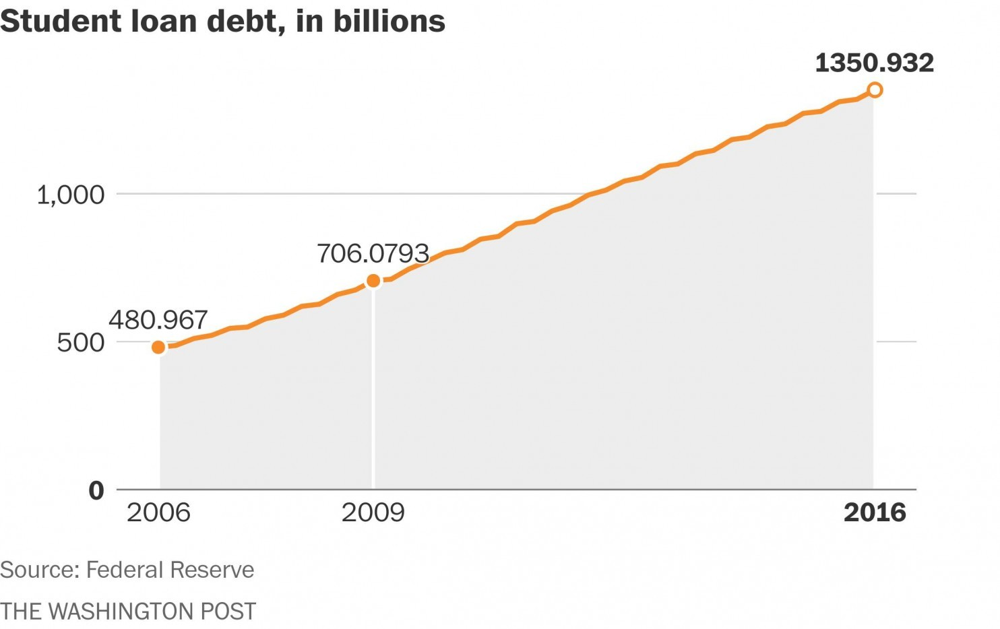 Student loan debt, in billions
1350.932
1,000
706.0793
480.967
500
0
2006 2009 2016
Source: Federal Reserve
THE WASHINGTON POST